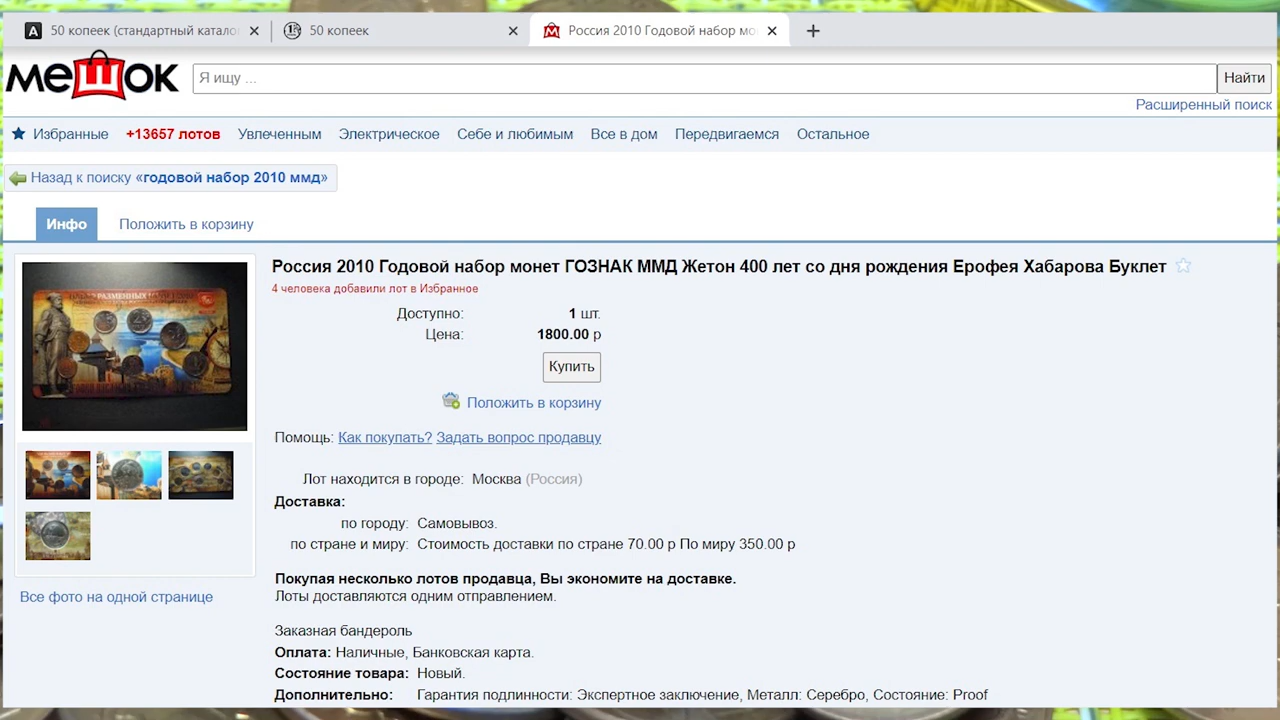 50 копеек (стандартный катало
50 копеек
Россия 2010 Годовой набор мо
мешок
Я ищу ...
Найти
Расширенный поиск
Избранные +13657 лотов Увлеченным Электрическое Себе и любимым Все в дом Передвигаемся Остальное
Назад к поиску «годовой набор 2010 ммд»
Инфо Положить в корзину
Россия 2010 Годовой набор монет ГОЗНАК ММД Жетон 400 лет со дня рождения Ерофея Хабарова Буклет
4 человека добавили лот в Избранное
Доступно: 1 шт.
Цена: 1800.00 р
Купить
Положить в корзину
Помощь: Как покупать? Задать вопрос продавцу
Лот находится в городе: Москва (Россия)
Доставка:
по городу: Самовывоз.
по стране и миру: Стоимость доставки по стране 70.00 р По миру 350.00 р
Покупая несколько лотов продавца, Вы экономите на доставке.
Лоты доставляются одним отправлением.
Все фото на одной странице
Заказная бандероль
Оплата: Наличные, Банковская карта.
Состояние товара: Новый.
Дополнительно: Гарантия подлинности: Экспертное заключение, Металл: Серебро, Состояние: Proof